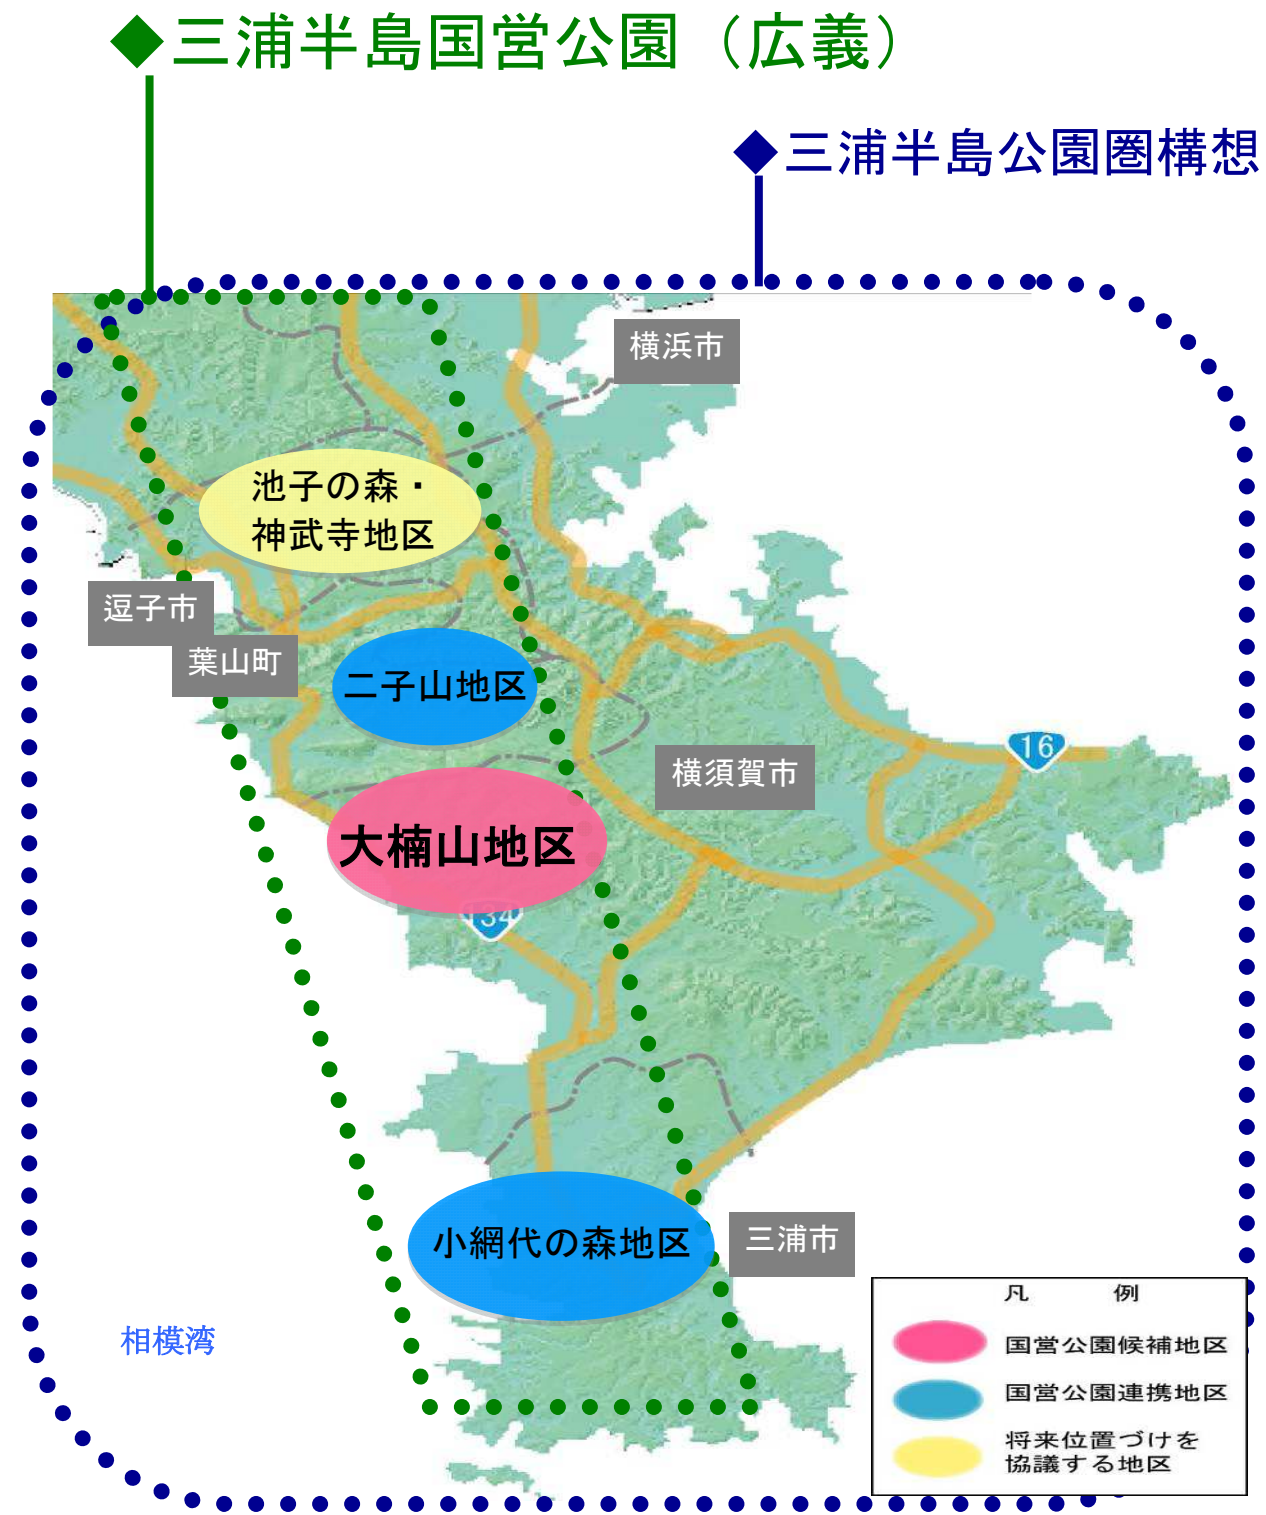 ◆三浦半島国営公園（広義）
◆三浦半島公園圏構想
横浜市
池子の森・
神武寺地区
逗子市
葉山町
二子山地区
16
横須賀市
大楠山地区
134
小網代の森地区
三浦市
相模湾
凡　例
国営公園候補地区
国営公園連携地区
将来位置づけを
協議する地区